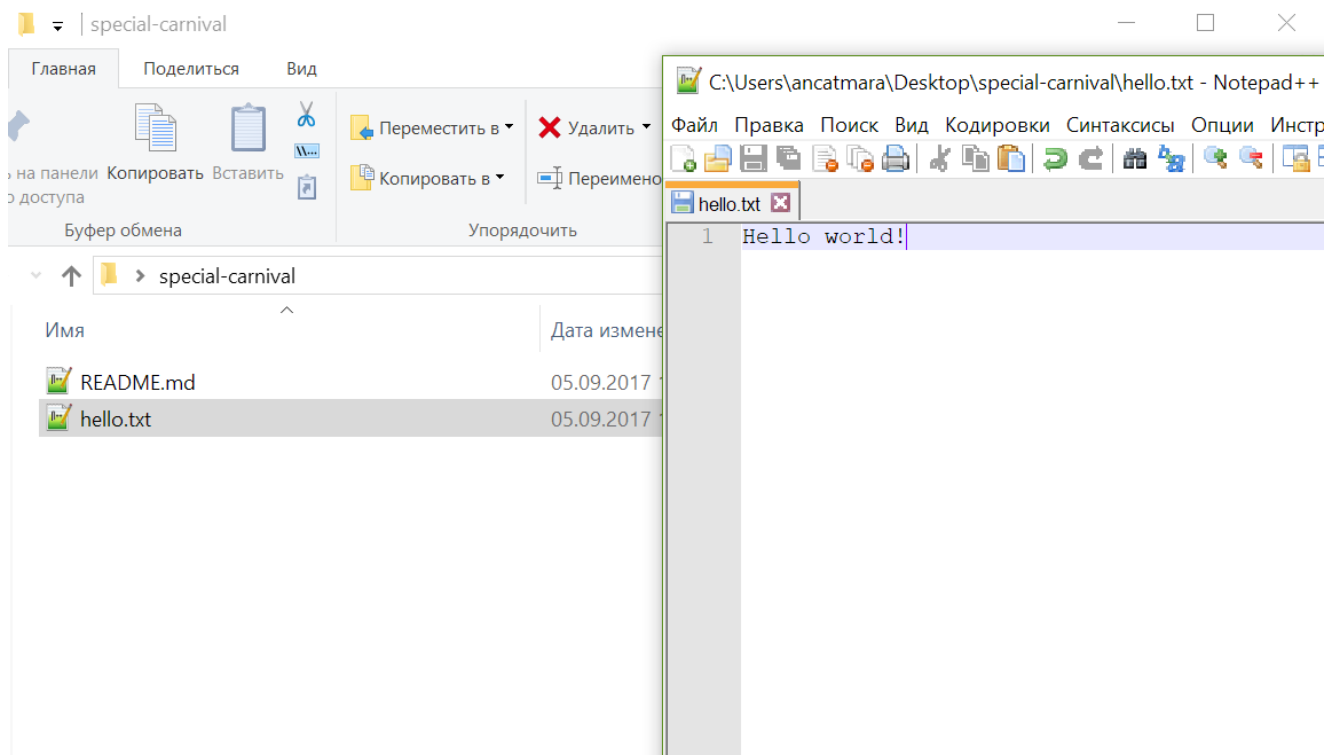 special-carnival
Главная Поделиться Вид
Переместить в Удалить
на панели Копировать Вставить Копировать в Переимено
доступа
Буфер обмена Упорядочить
special-carnival
Имя Дата измене
README.md 05.09.2017
hello.txt 05.09.2017
C:\Users\ancatmara\Desktop\special-carnival\hello.txt - Notepad++
Файл Правка Поиск Вид Кодировки Синтаксисы Опции Инстр
hello.txt
1 Hello world!